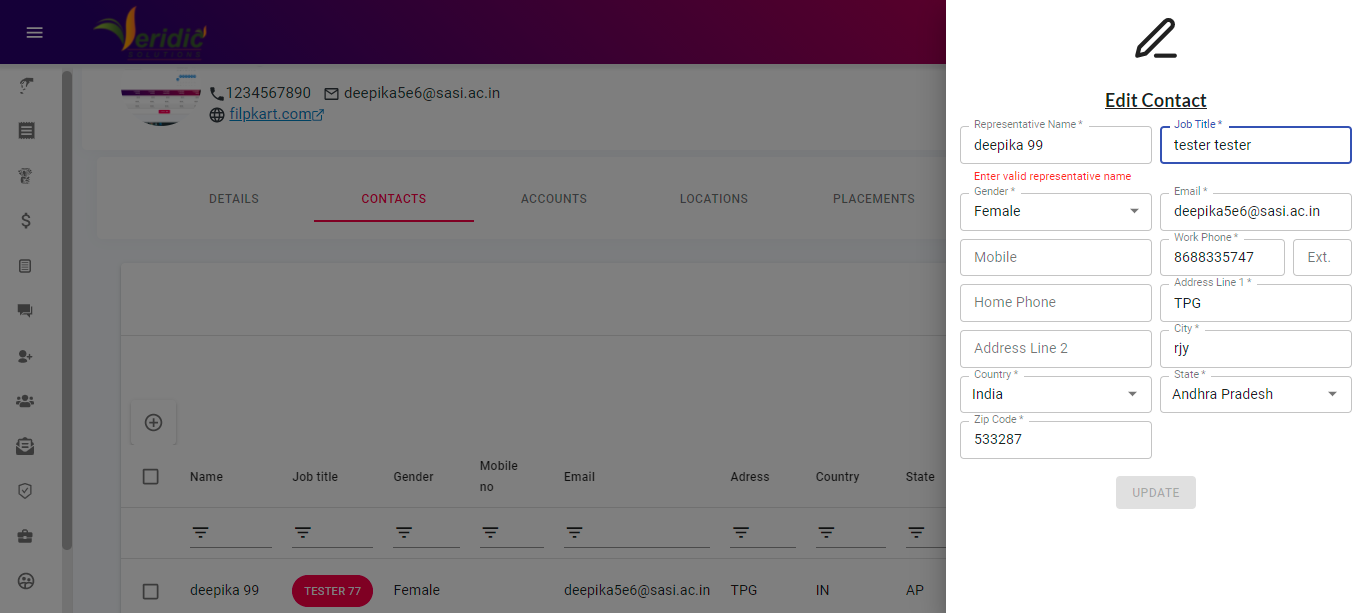 eridic
SOLUTIONS
1234567890 deepika5e6@sasi.ac.in
filpkart.com
DETAILS CONTACTS ACCOUNTS LOCATIONS PLACEMENTS
Name Job title Gender Mobile no Email Adress Country State
deepika 99 TESTER 77 Female deepika5e6@sasi.ac.in TPG IN AP
Edit Contact
Representative Name * Job Title *
deepika 99 tester tester
Enter valid representative name
Gender * Email *
Female deepika5e6@sasi.ac.in
Work Phone *
Mobile 8688335747 Ext.
Address Line 1 *
Home Phone TPG
City *
Address Line 2 rjy
Country * State *
India Andhra Pradesh
Zip Code *
533287
UPDATE